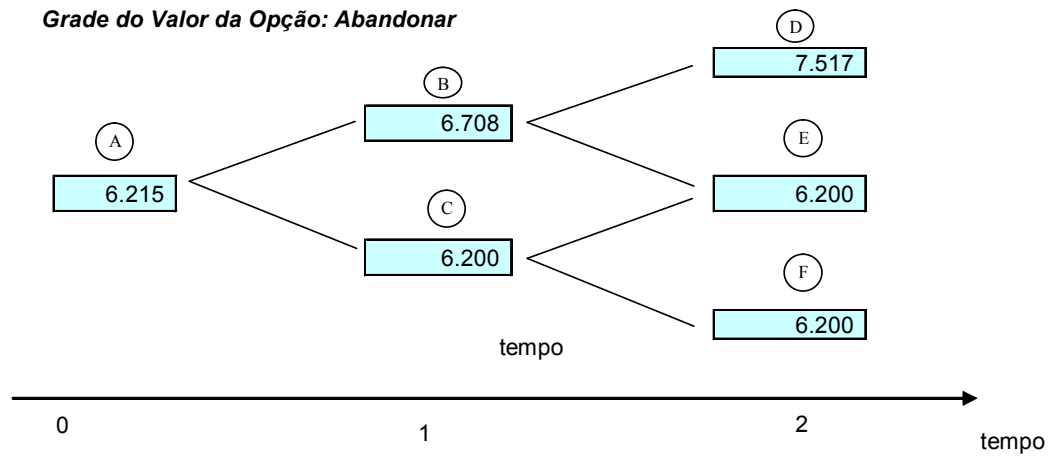 Grade do Valor da Opção: Abandonar
D
7.517
B
6.708
A
6.215
E
6.200
C
6.200
F
6.200
tempo
0
1
2
tempo